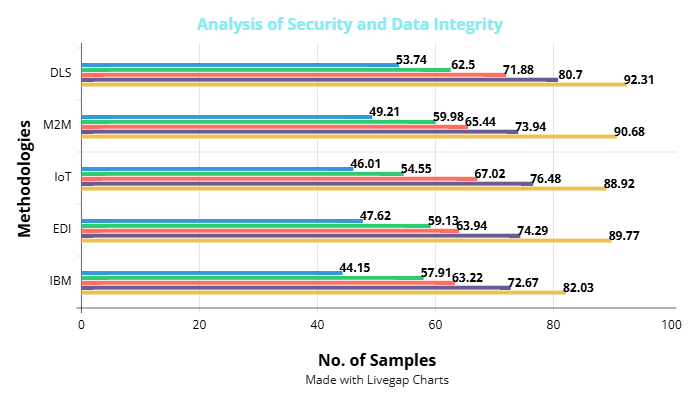 Analysis of Security and Data Integrity
Methodologies
DLS
53.74
62.5
71.88
80.7
92.31
M2M
49.21
59.98
65.44
73.94
90.68
IoT
46.01
54.55
67.02
76.48
88.92
EDI
47.62
59.13
63.94
74.29
89.77
IBM
44.15
57.91
63.22
72.67
82.03
0 20 40 60 80 100
No. of Samples
Made with Livegap Charts